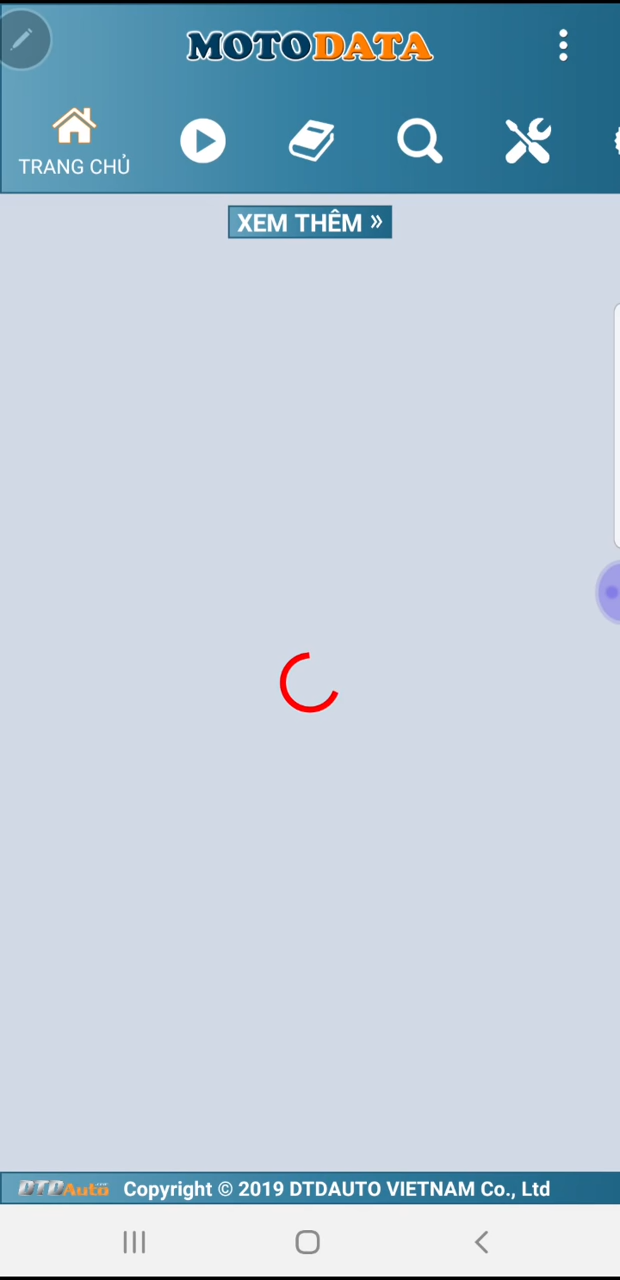 MOTODATA
TRANG CHỦ
XEM THÊM »
DTDAuto Copyright © 2019 DTDAUTO VIETNAM Co., Ltd